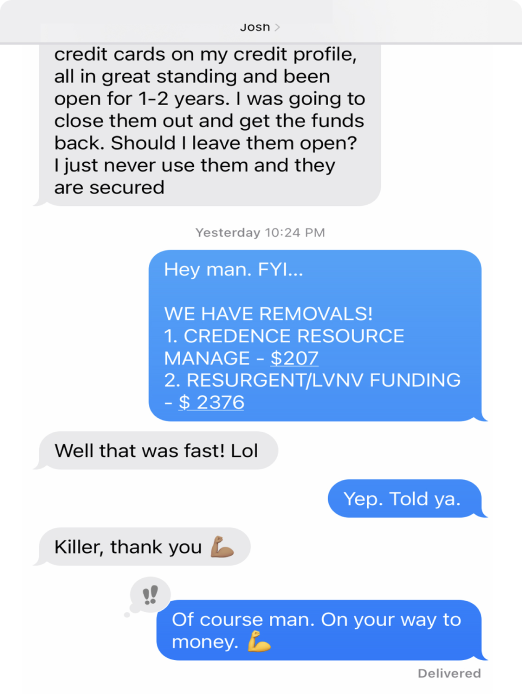 Josh
credit cards on my credit profile,
all in great standing and been
open for 1-2 years. I was going to
close them out and get the funds
back. Should I leave them open?
I just never use them and they
are secured
Yesterday 10:24 PM
Hey man. FYI...
WE HAVE REMOVALS!
1. CREDENCE RESOURCE
MANAGE - $207
2. RESURGENT/LVNV FUNDING
- $ 2376
Well that was fast! Lol
Yep. Told ya.
Killer, thank you 💪🏽
‼
Of course man. On your way to
money. 💪
Delivered